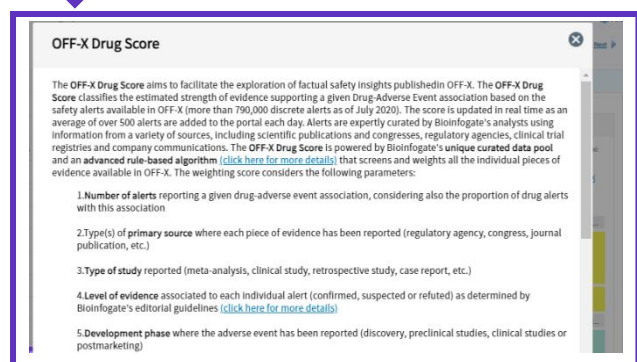 OFF-X Drug Score
Next
The OFF-X Drug Score aims to facilitate the exploration of factual safety insights publishedin OFF-X. The OFF-X Drug
Score classifies the estimated strength of evidence supporting a given Drug-Adverse Event association based on the
safety alerts available in OFF-X (more than 790,000 discrete alerts as of July 2020). The score is updated in real time as an
average of over 500 alerts are added to the portal each day. Alerts are expertly curated by Bioinfogate's analysts using
information from a variety of sources, including scientific publications and congresses, regulatory agencies, clinical trial
registries and company communications. The OFF-X Drug Score is powered by Bioinfogate's unique curated data pool
and an advanced rule-based algorithm (click here for more details) that screens and weights all the individual pieces of
evidence available in OFF-X. The weighting score considers the following parameters:
1.Number of alerts reporting a given drug-adverse event association, considering also the proportion of drug alerts
with this association
2.Type(s) of primary source where each piece of evidence has been reported (regulatory agency, congress, journal
publication, etc.)
3.Type of study reported (meta-analysis, clinical study, retrospective study, case report, etc.)
4.Level of evidence associated to each individual alert (confirmed, suspected or refuted) as determined by
Bioinfogate's editorial guidelines (click here for more details)
5.Development phase where the adverse event has been reported (discovery, preclinical studies, clinical studies or
postmarketing)